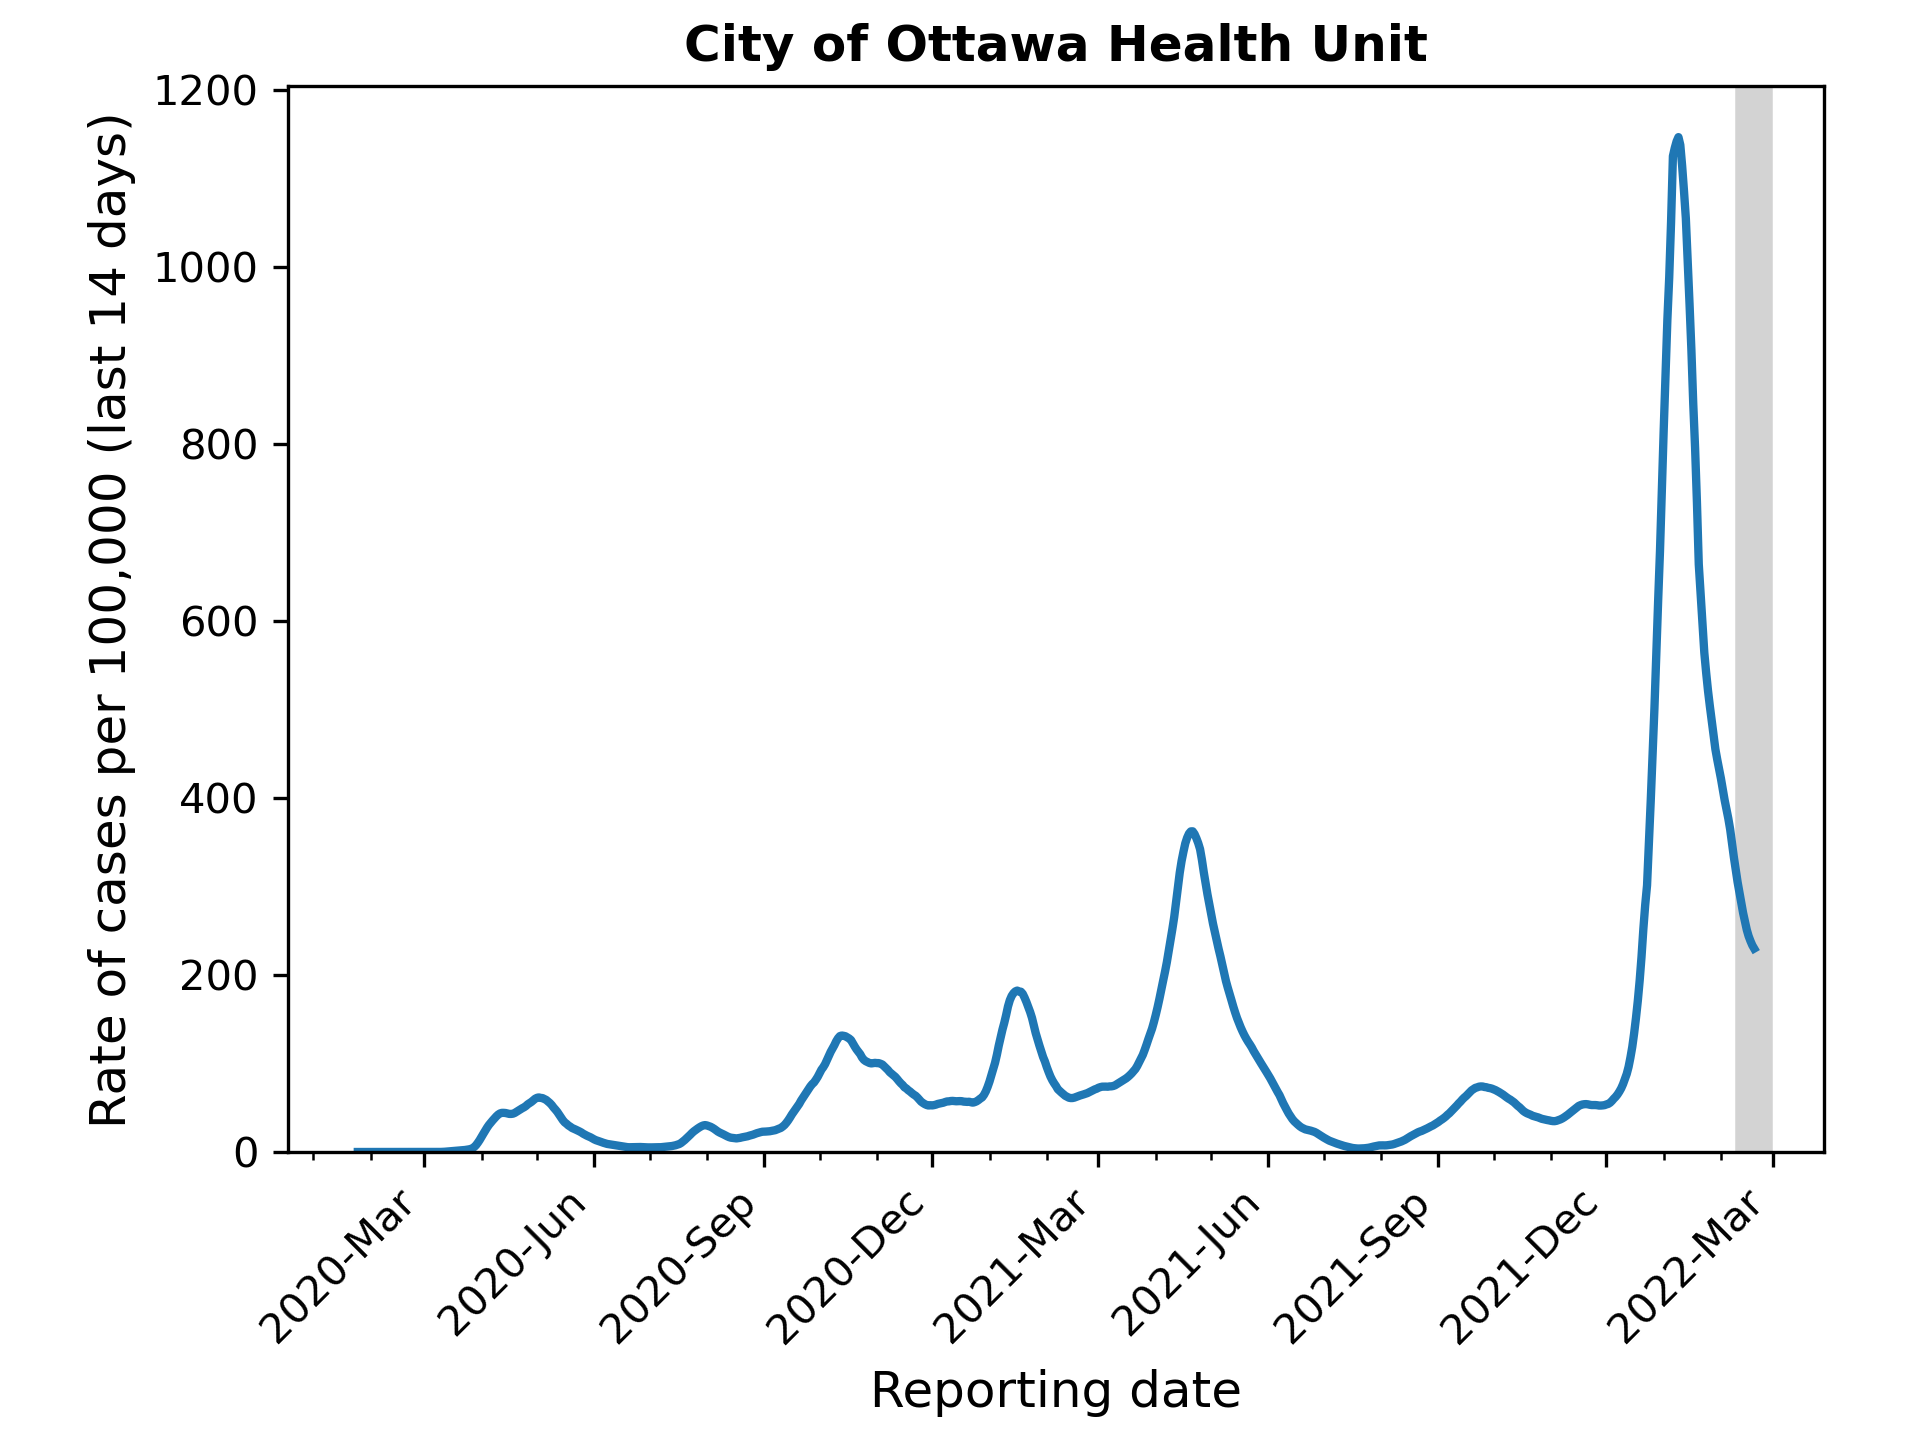 City of Ottawa Health Unit
Rate of cases per 100,000 (last 14 days)
1200
1000
800
600
400
200
0
2020-Mar
2020-Jun
2020-Sep
2020-Dec
2021-Mar
2021-Jun
2021-Sep
2021-Dec
2022-Mar
Reporting date